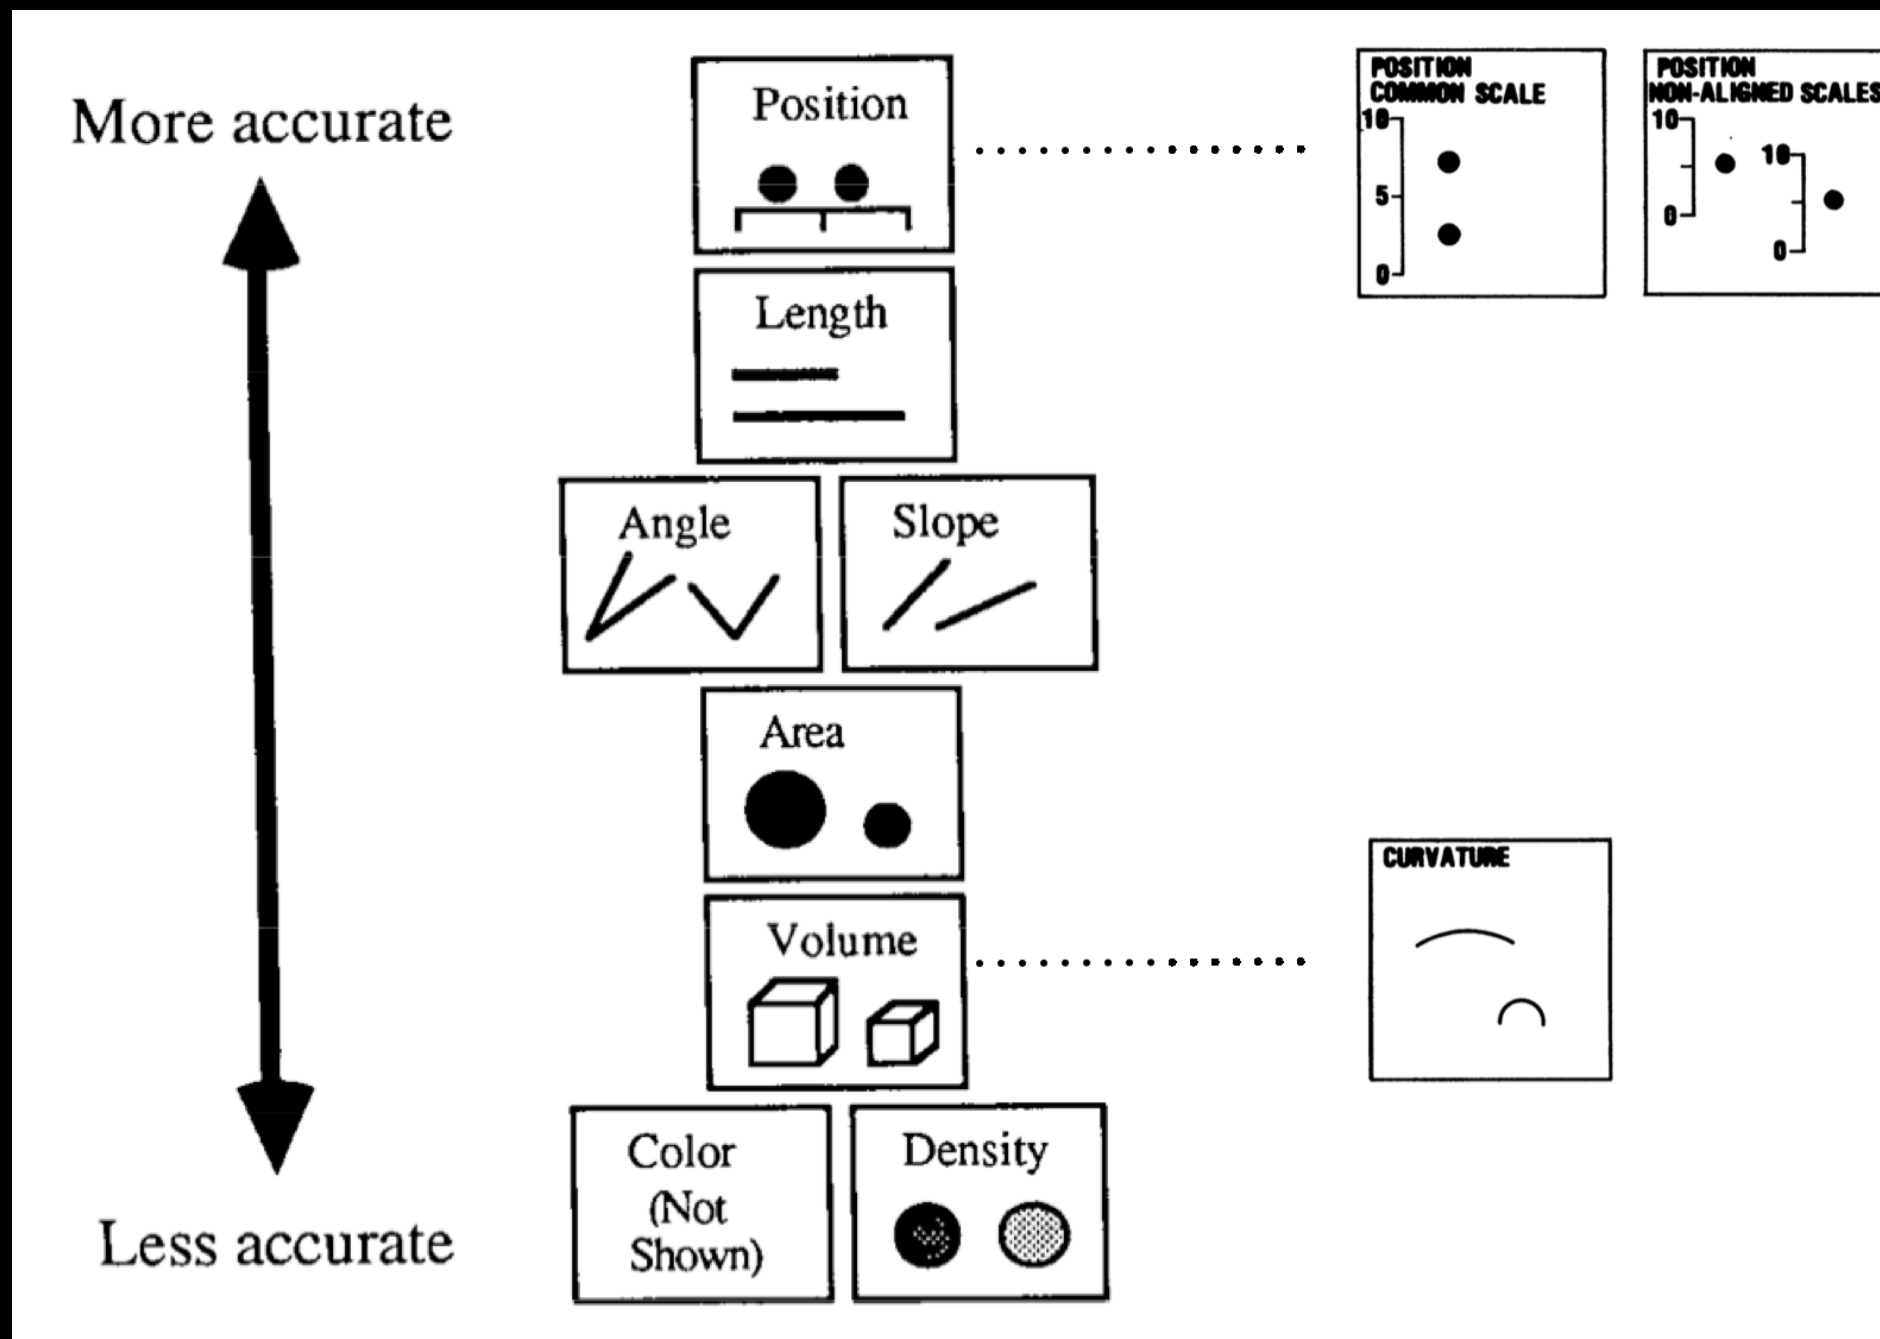 More accurate
Position
POSITION
COMMON SCALE
10
5
0
POSITION
NON-ALIGNED SCALES
10
0
10
0
Length
Angle
Slope
Area
Volume
CURVATURE
Color
(Not
Shown)
Density
Less accurate